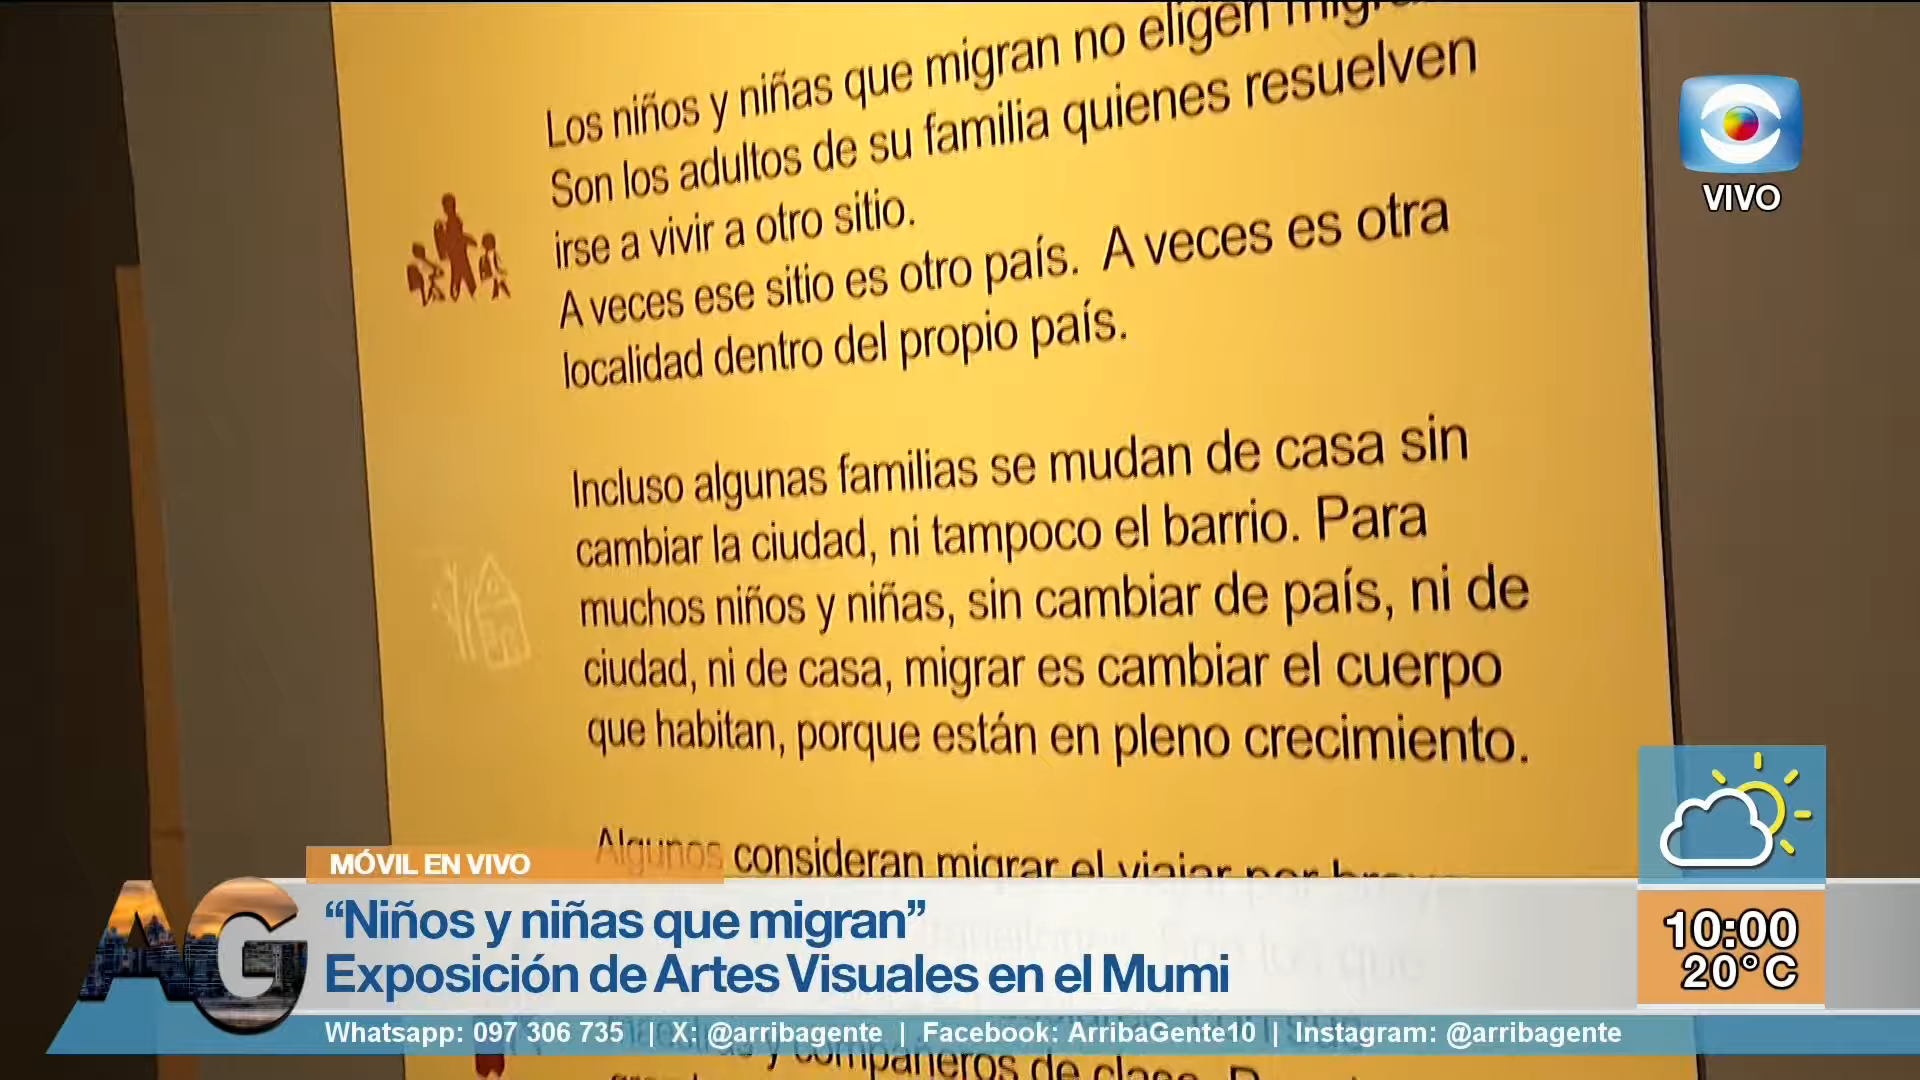 Los niños y niñas que migran no eligen
Son los adultos de su familia quienes resuelven
irse a vivir a otro sitio.
A veces ese sitio es otro país. A veces es otra
localidad dentro del propio país.
Incluso algunas familias se mudan de casa sin
cambiar la ciudad, ni tampoco el barrio. Para
muchos niños y niñas, sin cambiar de país, ni de
ciudad, ni de casa, migrar es cambiar el cuerpo
que habitan, porque están en pleno crecimiento.
Algunos consideran migrar el viajar por
VIVO
MÓVIL EN VIVO
AG
“Niños y niñas que migran”
Exposición de Artes Visuales en el Mumi
10:00
20°C
Whatsapp: 097 306 735 | X: @arribagente | Facebook: ArribaGente10 | Instagram: @arribagente
y compañeros de clase.